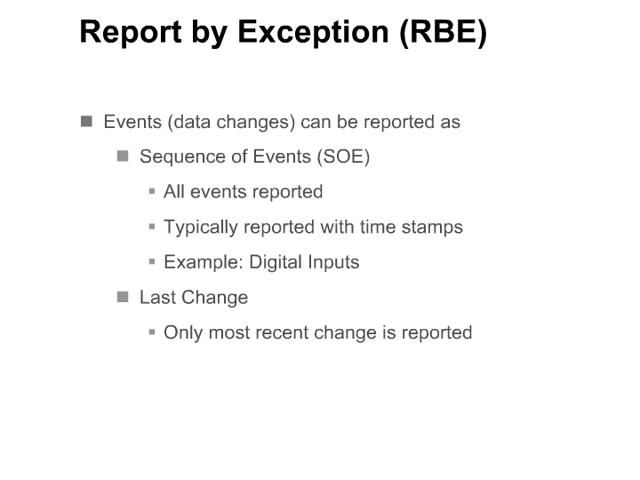 Report by Exception (RBE)
Events (data changes) can be reported as
Sequence of Events (SOE)
All events reported
Typically reported with time stamps
Example: Digital Inputs
Last Change
Only most recent change is reported